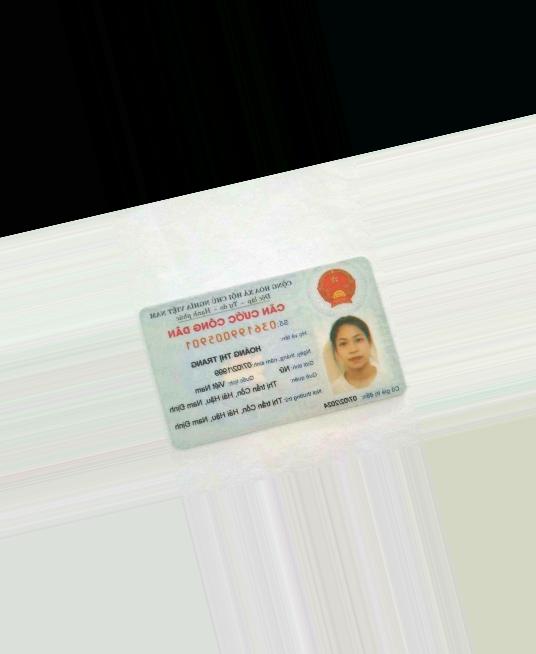 CỘNG HÒA XÃ HỘI CHỦ NGHĨA VIỆT NAM
Độc lập - Tự do - Hạnh phúc
CĂN CƯỚC CÔNG DÂN
Số: 036199005901
Họ và tên:
HOÀNG THỊ TRANG
Ngày, tháng, năm sinh: 07/02/1999
Giới tính: Nữ Quốc tịch: Việt Nam
Quê quán: Thị trấn Cồn, Hải Hậu, Nam Định
Nơi thường trú: Thị trấn Cồn, Hải Hậu, Nam Định
Có giá trị đến: 07/02/2024